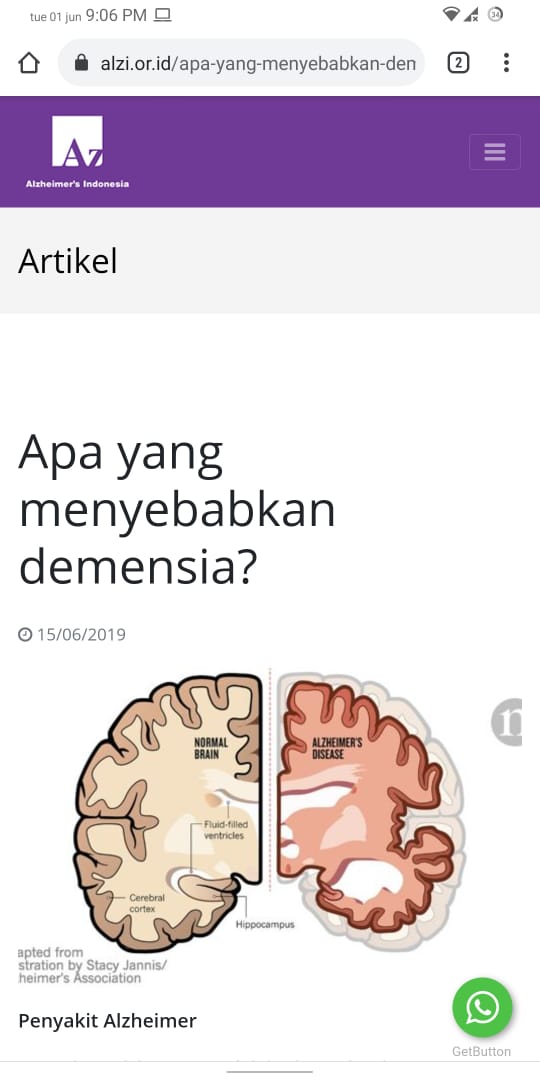 tue 01 jun 9:06 PM
34
alzi.or.id/apa-yang-menyebabkan-den
2
Az
Alzheimer's Indonesia
Artikel
Apa yang
menyebabkan
demensia?
15/06/2019
NORMAL
BRAIN
ALZHEIMER'S
DISEASE
Fluid-filled
ventricles
Cerebral
cortex
Hippocampus
apted from
stration by Stacy Jannis/
heimer's Association
Penyakit Alzheimer
GetButton